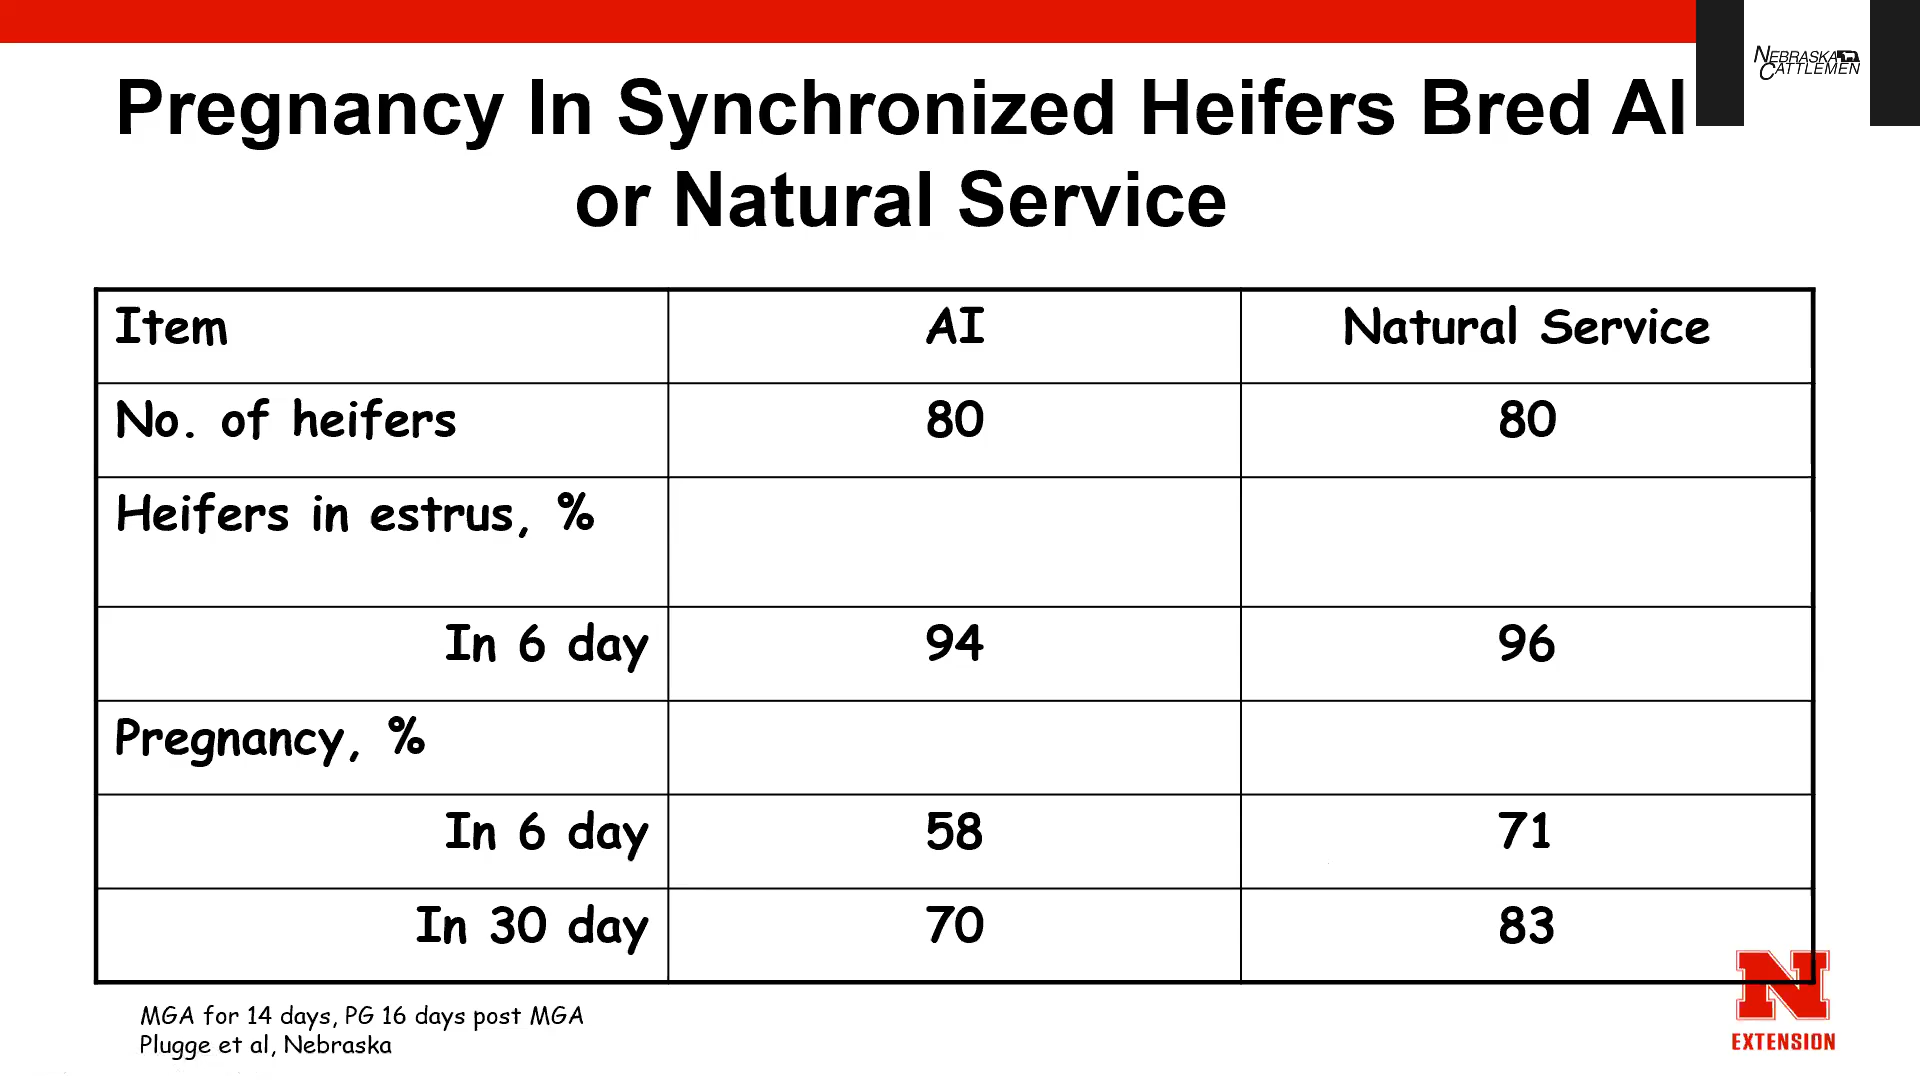 NEBRASKA
CATTLEMEN
Pregnancy In Synchronized Heifers Bred AI
or Natural Service
Item AI Natural Service
No. of heifers 80 80
Heifers in estrus, %
In 6 day 94 96
Pregnancy, %
In 6 day 58 71
In 30 day 70 83
MGA for 14 days, PG 16 days post MGA
Plugge et al, Nebraska
N
EXTENSION